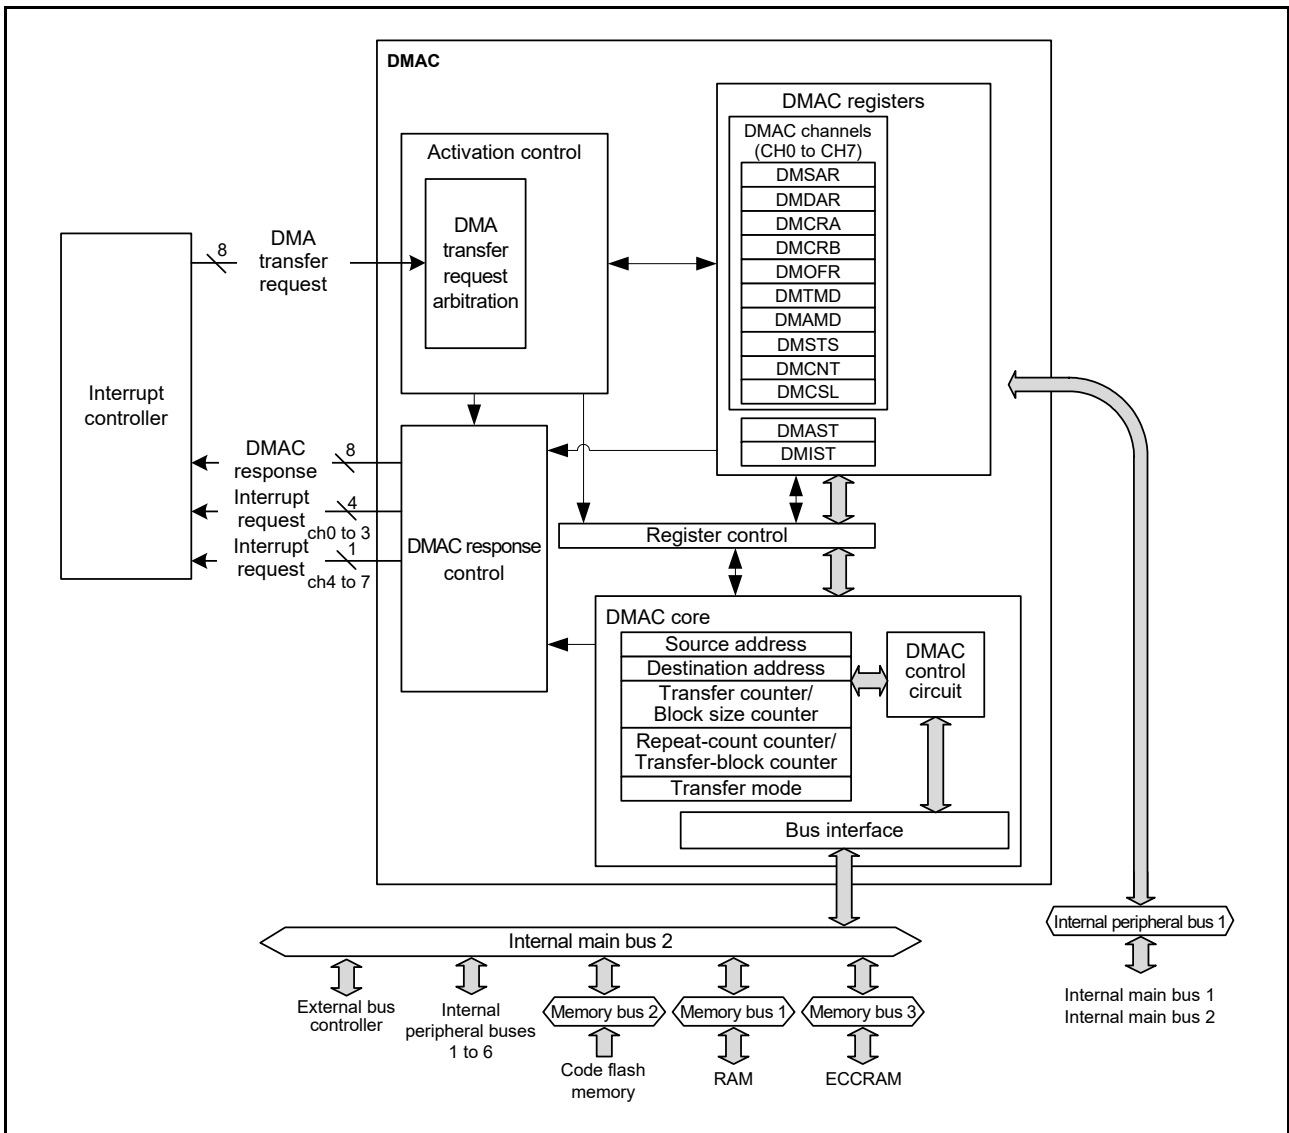 DMAC
DMAC registers
DMAC channels
(CH0 to CH7)
DMSAR
DMDAR
DMCRA
DMCRB
DMOFR
DMTMD
DMAMD
DMSTS
DMCNT
DMCSL
DMAST
DMIST
Activation control
DMA
transfer
request
arbitration
8
DMA
transfer
request
Interrupt
controller
DMAC
response
8
Interrupt
request
4
ch0 to 3
Interrupt
request
1
ch4 to 7
DMAC response
control
Register control
DMAC core
Source address
Destination address
Transfer counter/
Block size counter
Repeat-count counter/
Transfer-block counter
Transfer mode
DMAC
control
circuit
Bus interface
Internal main bus 2
Internal peripheral bus 1
Internal main bus 1
Internal main bus 2
External bus
controller
Internal
peripheral buses
1 to 6
Memory bus 2
Memory bus 1
Memory bus 3
Code flash
memory
RAM
ECCRAM